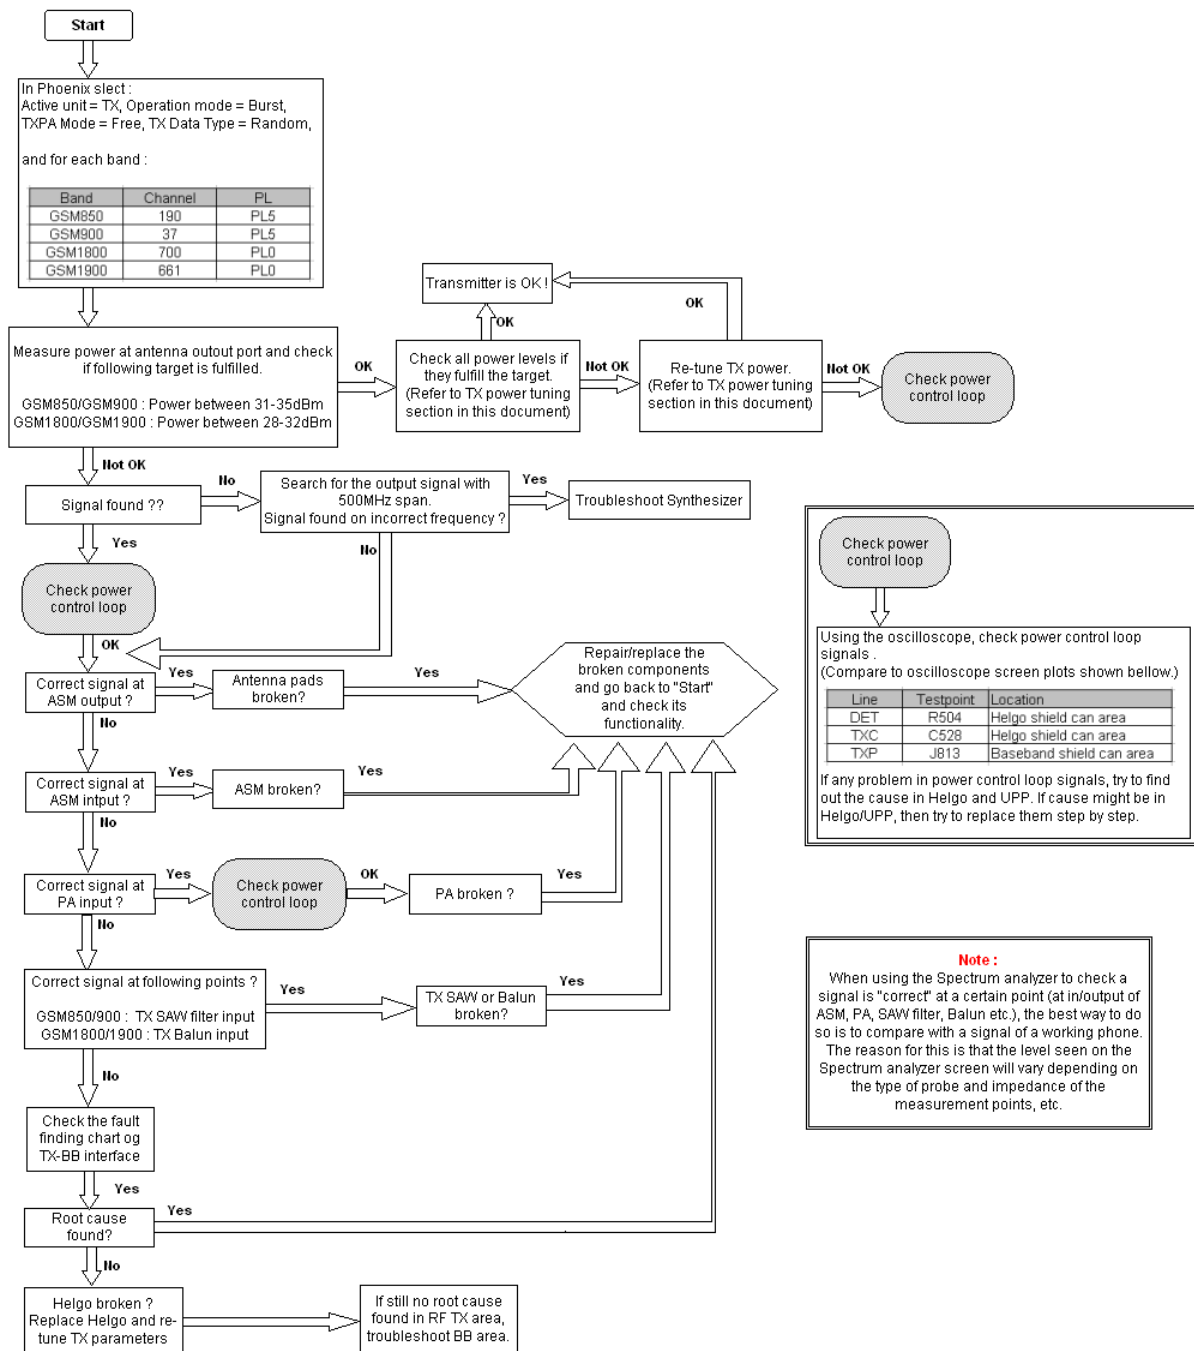 Start
In Phoenix slect :
Active unit = TX, Operation mode = Burst,
TXPA Mode = Free, TX Data Type = Random,
and for each band :
Band Channel PL
GSM850 190 PL5
GSM900 37 PL5
GSM1800 700 PL0
GSM1900 661 PL0
Transmitter is OK !
OK
OK
Measure power at antenna outout port and check
if following target is fulfilled.
GSM850/GSM900 : Power between 31-35dBm
GSM1800/GSM1900 : Power between 28-32dBm
OK
Check all power levels if
they fulfill the target.
(Refer to TX power tuning
section in this document)
Not OK
Re-tune TX power.
(Refer to TX power tuning
section in this document)
Not OK
Check power
control loop
Not OK
Signal found ??
No
Search for the output signal with
500MHz span.
Signal found on incorrect frequency ?
Yes
Troubleshoot Synthesizer
Yes
No
Check power
control loop
OK
Correct signal at
ASM output ?
Yes
Antenna pads
broken?
Yes
Repair/replace the
broken components
and go back to "Start"
and check its
functionality.
No
Correct signal at
ASM intput ?
Yes
ASM broken?
Yes
No
Correct signal at
PA input ?
Yes
Check power
control loop
OK
PA broken ?
Yes
No
Correct signal at following points ?
GSM850/900 : TX SAW filter input
GSM1800/1900 : TX Balun input
Yes
TX SAW or Balun
broken?
Yes
No
Check the fault
finding chart og
TX-BB interface
Yes
Root cause
found?
Yes
No
Helgo broken ?
Replace Helgo and re-
tune TX parameters
If still no root cause
found in RF TX area,
troubleshoot BB area.
Check power
control loop
Using the oscilloscope, check power control loop
signals .
(Compare to oscilloscope screen plots shown bellow.)
Line Testpoint Location
DET R504 Helgo shield can area
TXC C528 Helgo shield can area
TXP J813 Baseband shield can area
If any problem in power control loop signals, try to find
out the cause in Helgo and UPP. If cause might be in
Helgo/UPP, then try to replace them step by step.
Note :
When using the Spectrum analyzer to check a
signal is "correct" at a certain point (at in/output of
ASM, PA, SAW filter, Balun etc.), the best way to do
so is to compare with a signal of a working phone.
The reason for this is that the level seen on the
Spectrum analyzer screen will vary depending on
the type of probe and impedance of the
measurement points, etc.